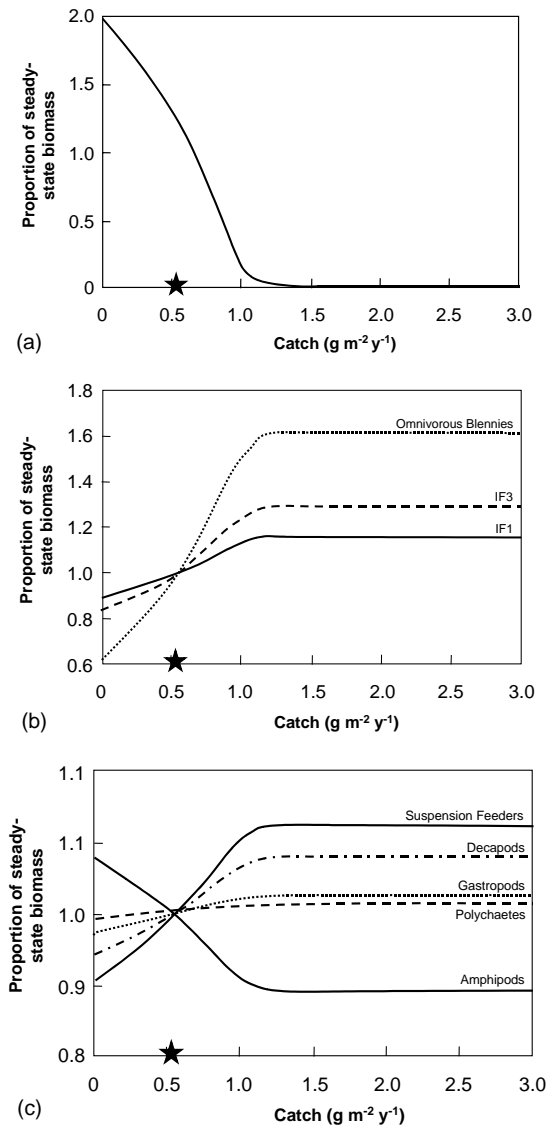 2.0
1.5
1.0
0.5
0
Proportion of steady-
state biomass
0 0.5 1.0 1.5 2.0 2.5 3.0
Catch (g m-2 y-1)
(a)
1.8
1.6
1.4
1.2
1.0
0.8
0.6
Proportion of steady-
state biomass
Omnivorous Blennies
IF3
IF1
0 0.5 1.0 1.5 2.0 2.5 3.0
Catch (g m-2 y-1)
(b)
1.1
1.1
1.0
0.9
0.8
Proportion of steady-
state biomass
Suspension Feeders
Decapods
Gastropods
Polychaetes
Amphipods
0 0.5 1.0 1.5 2.0 2.5 3.0
Catch (g m-2 y-1)
(c)